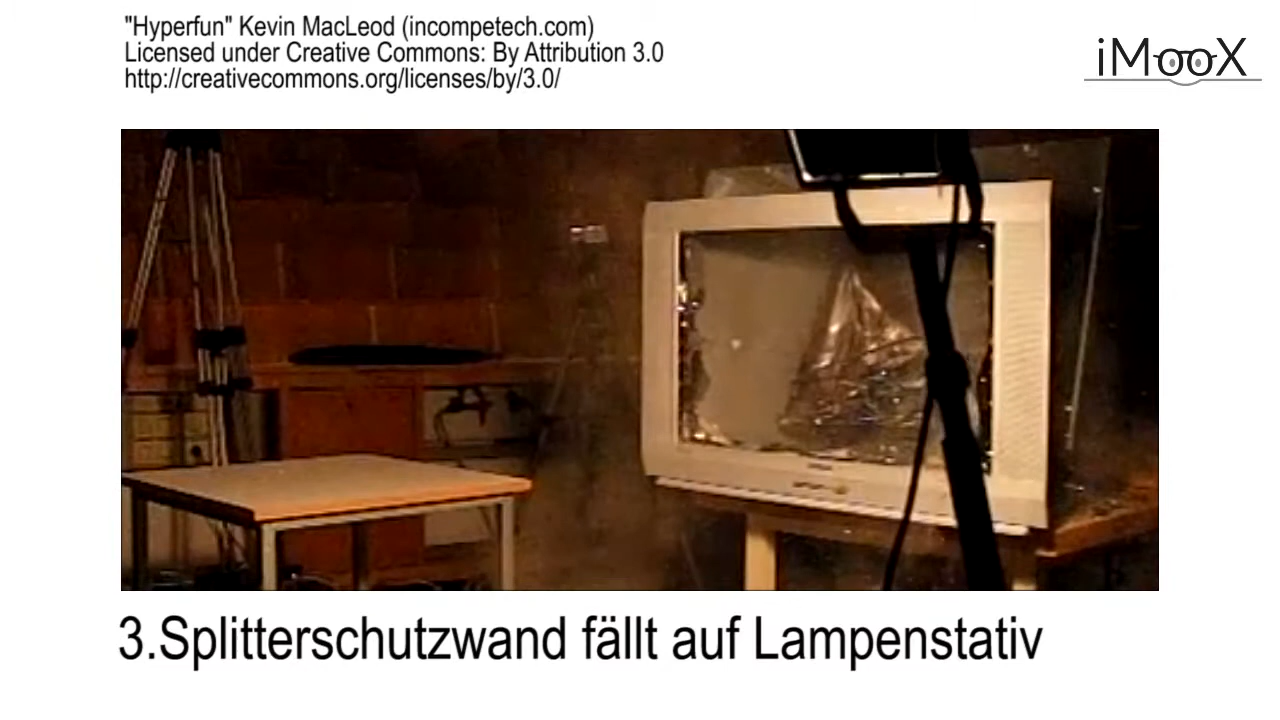 "Hyperfun" Kevin MacLeod (incompetech.com)
Licensed under Creative Commons: By Attribution 3.0
http://creativecommons.org/licenses/by/3.0/
iMooX
3.Splitterschutzwand fällt auf Lampenstativ